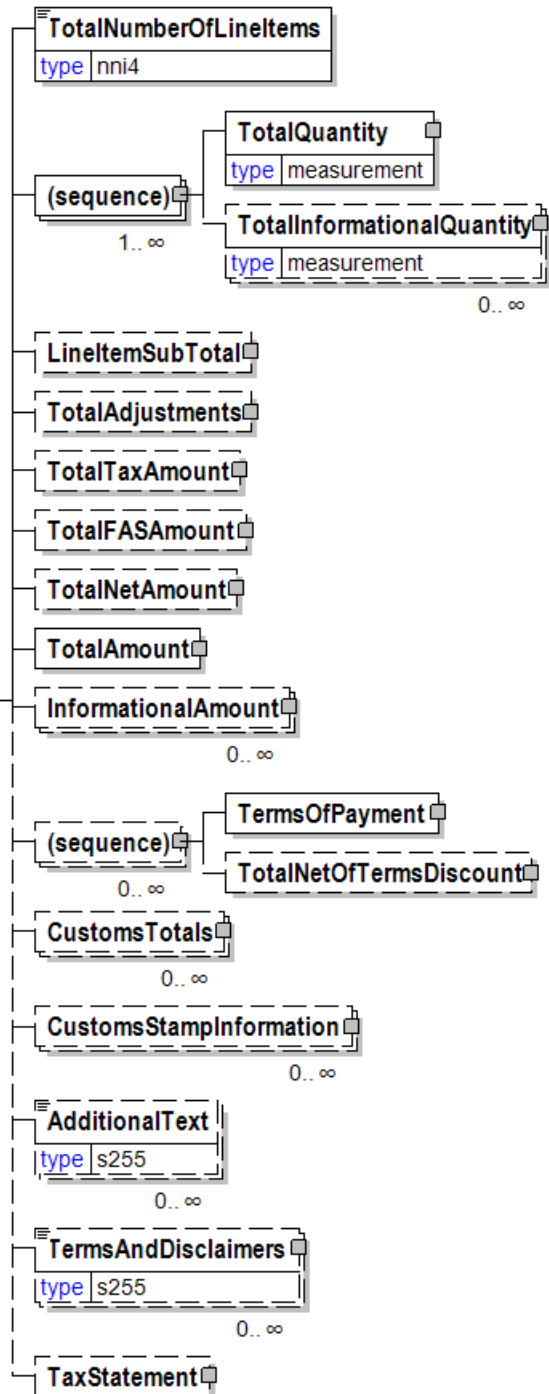 TotalNumberOfLineItems
type nni4
TotalQuantity
type measurement
(sequence)
1.. ∞
TotalInformationalQuantity
type measurement
0.. ∞
LineItemSubTotal
TotalAdjustments
TotalTaxAmount
TotalFASAmount
TotalNetAmount
TotalAmount
InformationalAmount
0.. ∞
TermsOfPayment
(sequence)
0.. ∞
TotalNetOfTermsDiscount
CustomsTotals
0.. ∞
CustomsStampInformation
0.. ∞
AdditionalText
type s255
0.. ∞
TermsAndDisclaimers
type s255
0.. ∞
TaxStatement